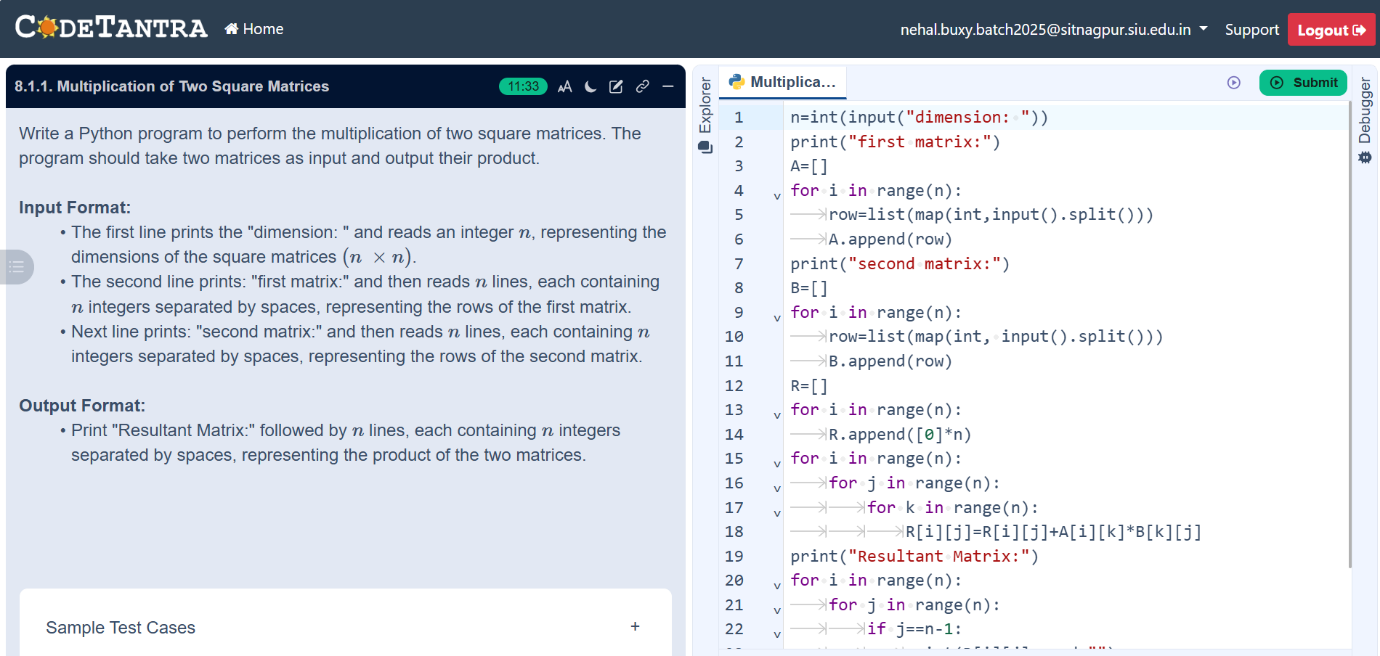 CODETANTRA Home nehal.buxy.batch2025@sitnagpur.siu.edu.in Support Logout
8.1.1. Multiplication of Two Square Matrices 11:33 AA
Write a Python program to perform the multiplication of two square matrices. The
program should take two matrices as input and output their product.
Input Format:
• The first line prints the "dimension: " and reads an integer n, representing the
dimensions of the square matrices (n × n).
• The second line prints: "first matrix:" and then reads n lines, each containing
n integers separated by spaces, representing the rows of the first matrix.
• Next line prints: "second matrix:" and then reads n lines, each containing n
integers separated by spaces, representing the rows of the second matrix.
Output Format:
• Print "Resultant Matrix:" followed by n lines, each containing n integers
separated by spaces, representing the product of the two matrices.
Sample Test Cases +
Explorer
Multiplica... Submit
1 n=int(input("dimension: "))
2 print("first matrix:")
3 A=[]
4 for i in range(n):
5 row=list(map(int,input().split()))
6 A.append(row)
7 print("second matrix:")
8 B=[]
9 for i in range(n):
10 row=list(map(int, input().split()))
11 B.append(row)
12 R=[]
13 for i in range(n):
14 R.append([0]*n)
15 for i in range(n):
16 for j in range(n):
17 for k in range(n):
18 R[i][j]=R[i][j]+A[i][k]*B[k][j]
19 print("Resultant Matrix:")
20 for i in range(n):
21 for j in range(n):
22 if j==n-1:
Debugger